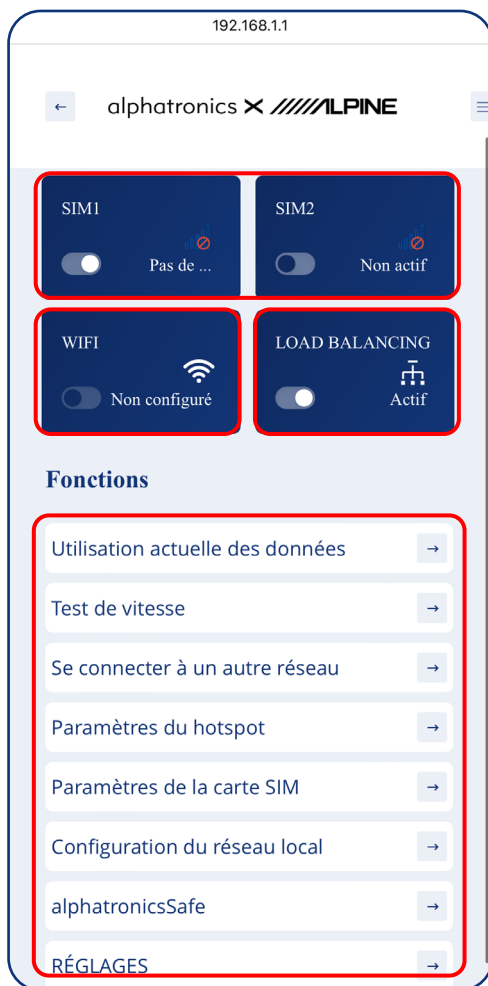 192.168.1.1
← alphatronics × ALPINE
SIM1
Pas de ...
SIM2
Non actif
WIFI
Non configuré
LOAD BALANCING
Actif
Fonctions
Utilisation actuelle des données →
Test de vitesse →
Se connecter à un autre réseau →
Paramètres du hotspot →
Paramètres de la carte SIM →
Configuration du réseau local →
alphatronicsSafe →
RÉGLAGES →